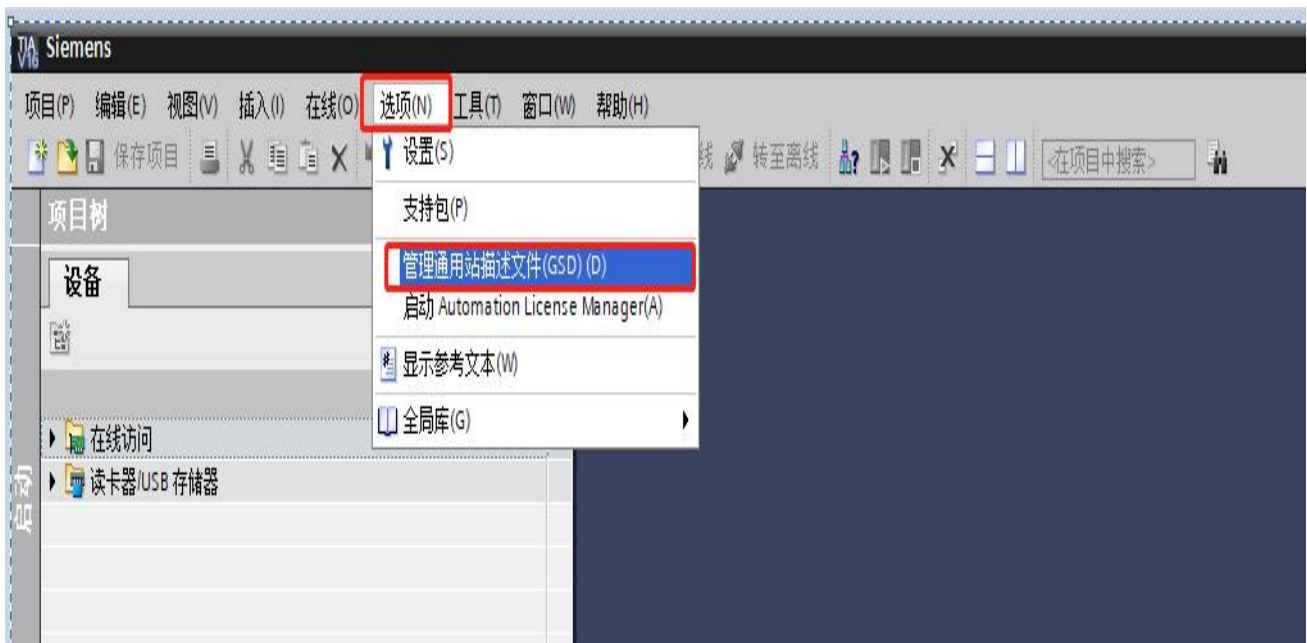 TIA V16 Siemens
项目(P) 编辑(E) 视图(V) 插入(I) 在线(O) 选项(N) 工具(T) 窗口(W) 帮助(H)
保存项目 线 转至离线 <在项目中搜索>
设置(S)
支持包(P)
管理通用站描述文件(GSD) (D)
启动 Automation License Manager(A)
显示参考文本(W)
全局库(G)
项目树
设备
在线访问
读卡器/USB 存储器
启动